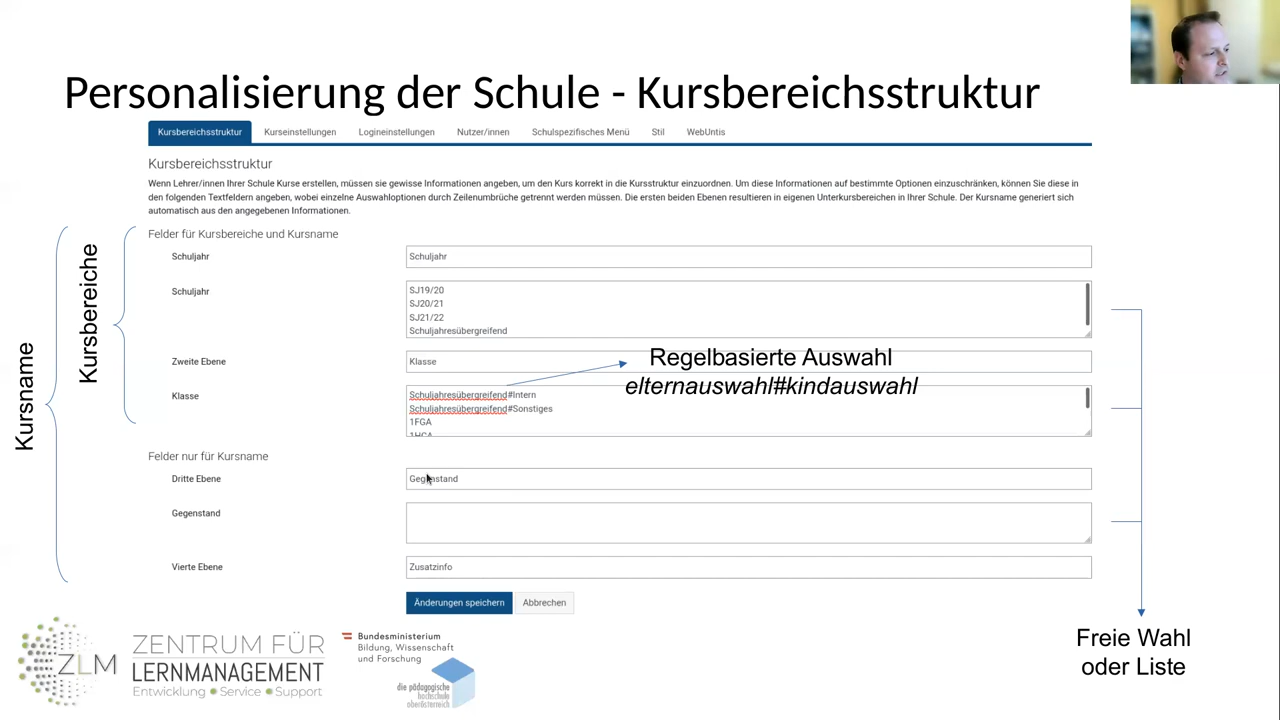 Personalisierung der Schule - Kursbereichsstruktur
Kursbereichsstruktur Kurseinstellungen Logineinstellungen Nutzer/innen Schulspezifisches Menü Stil WebUntis
Kursbereichsstruktur
Wenn Lehrer/innen Ihrer Schule Kurse erstellen, müssen sie gewisse Informationen angeben, um den Kurs korrekt in die Kursstruktur einzuordnen. Um diese Informationen auf bestimmte Optionen einzuschränken, können Sie diese in
den folgenden Textfeldern angeben, wobei einzelne Auswahloptionen durch Zeilenumbrüche getrennt werden müssen. Die ersten beiden Ebenen resultieren in eigenen Unterkursbereichen in Ihrer Schule. Der Kursname generiert sich
automatisch aus den angegebenen Informationen.
Felder für Kursbereiche und Kursname
Schuljahr Schuljahr
Schuljahr
SJ19/20
SJ20/21
SJ21/22
Schuljahresübergreifend
Kursbereiche
Kursname
Zweite Ebene Klasse
Regelbasierte Auswahl
elternauswahl#kindauswahl
Klasse
Schuljahresübergreifend#Intern
Schuljahresübergreifend#Sonstiges
1FGA
1HCA
Felder nur für Kursname
Dritte Ebene Gegenstand
Gegenstand
Vierte Ebene Zusatzinfo
Änderungen speichern Abbrechen
Freie Wahl
oder Liste
ZLM
ZENTRUM FÜR
LERNMANAGEMENT
Entwicklung Service Support
Bundesministerium
Bildung, Wissenschaft
und Forschung
die pädagogische
hochschule
oberösterreich